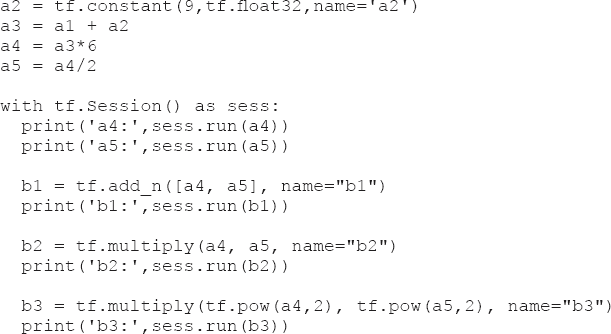 a2 = tf.constant(9,tf.float32,name='a2')
a3 = a1 + a2
a4 = a3*6
a5 = a4/2
with tf.Session() as sess:
print('a4:',sess.run(a4))
print('a5:',sess.run(a5))
b1 = tf.add_n([a4, a5], name="b1")
print('b1:',sess.run(b1))
b2 = tf.multiply(a4, a5, name="b2")
print('b2:',sess.run(b2))
b3 = tf.multiply(tf.pow(a4,2), tf.pow(a5,2), name="b3")
print('b3:',sess.run(b3))